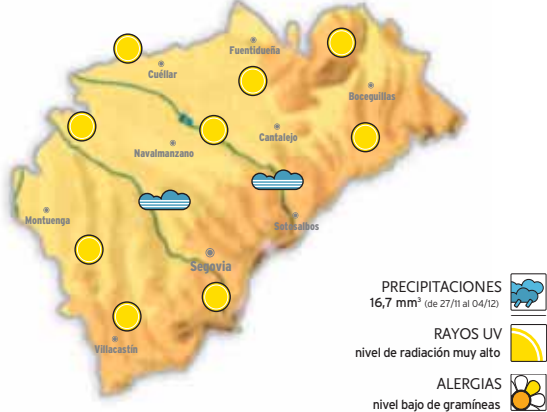 Fuentidueña
Cuéllar
Boceguillas
Cantalejo
Navalmanzano
Montuenga
Sotosalbos
Segovia
Villacastín
PRECIPITACIONES
16,7 mm³ (de 27/11 al 04/12)
RAYOS UV
nivel de radiación muy alto
ALERGIAS
nivel bajo de gramíneas